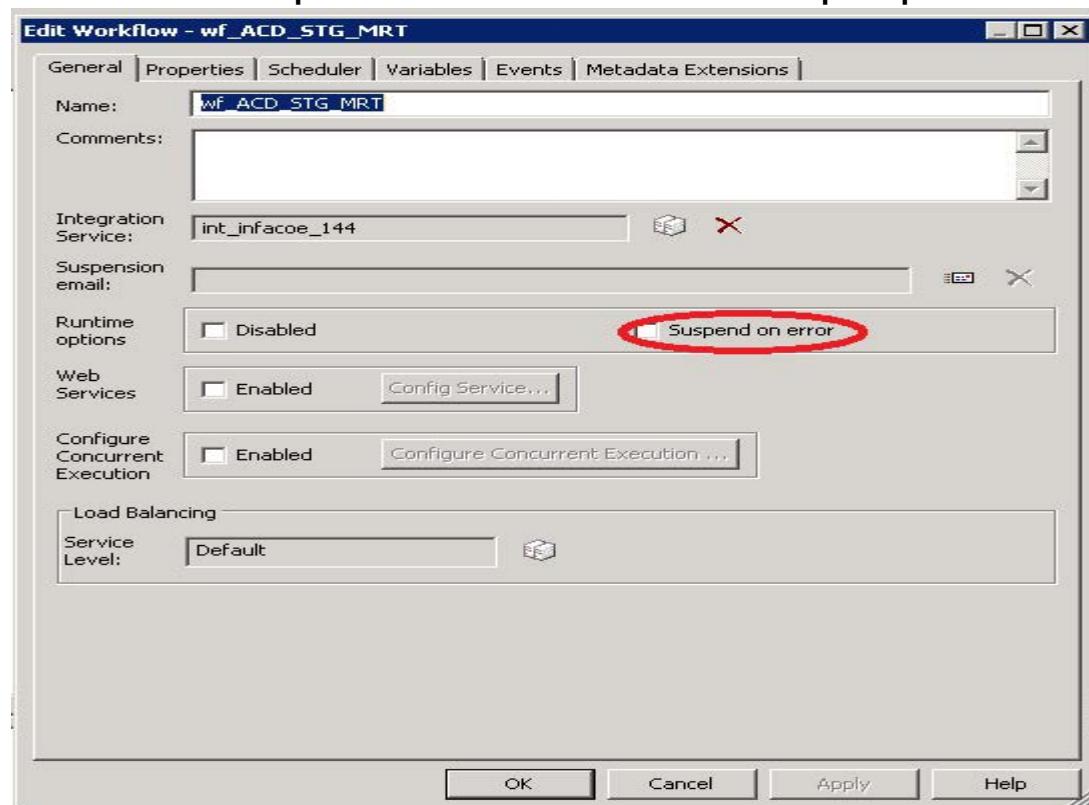 Edit Workflow - wf_ACD_STG_MRT
General Properties Scheduler Variables Events Metadata Extensions
Name: wf_ACD_STG_MRT
Comments:
Integration
Service: int_infacoe_144
Suspension
email:
Runtime
options Disabled Suspend on error
Web
Services Enabled Config Service...
Configure
Concurrent
Execution Enabled Configure Concurrent Execution ...
Load Balancing
Service
Level: Default
OK Cancel Apply Help